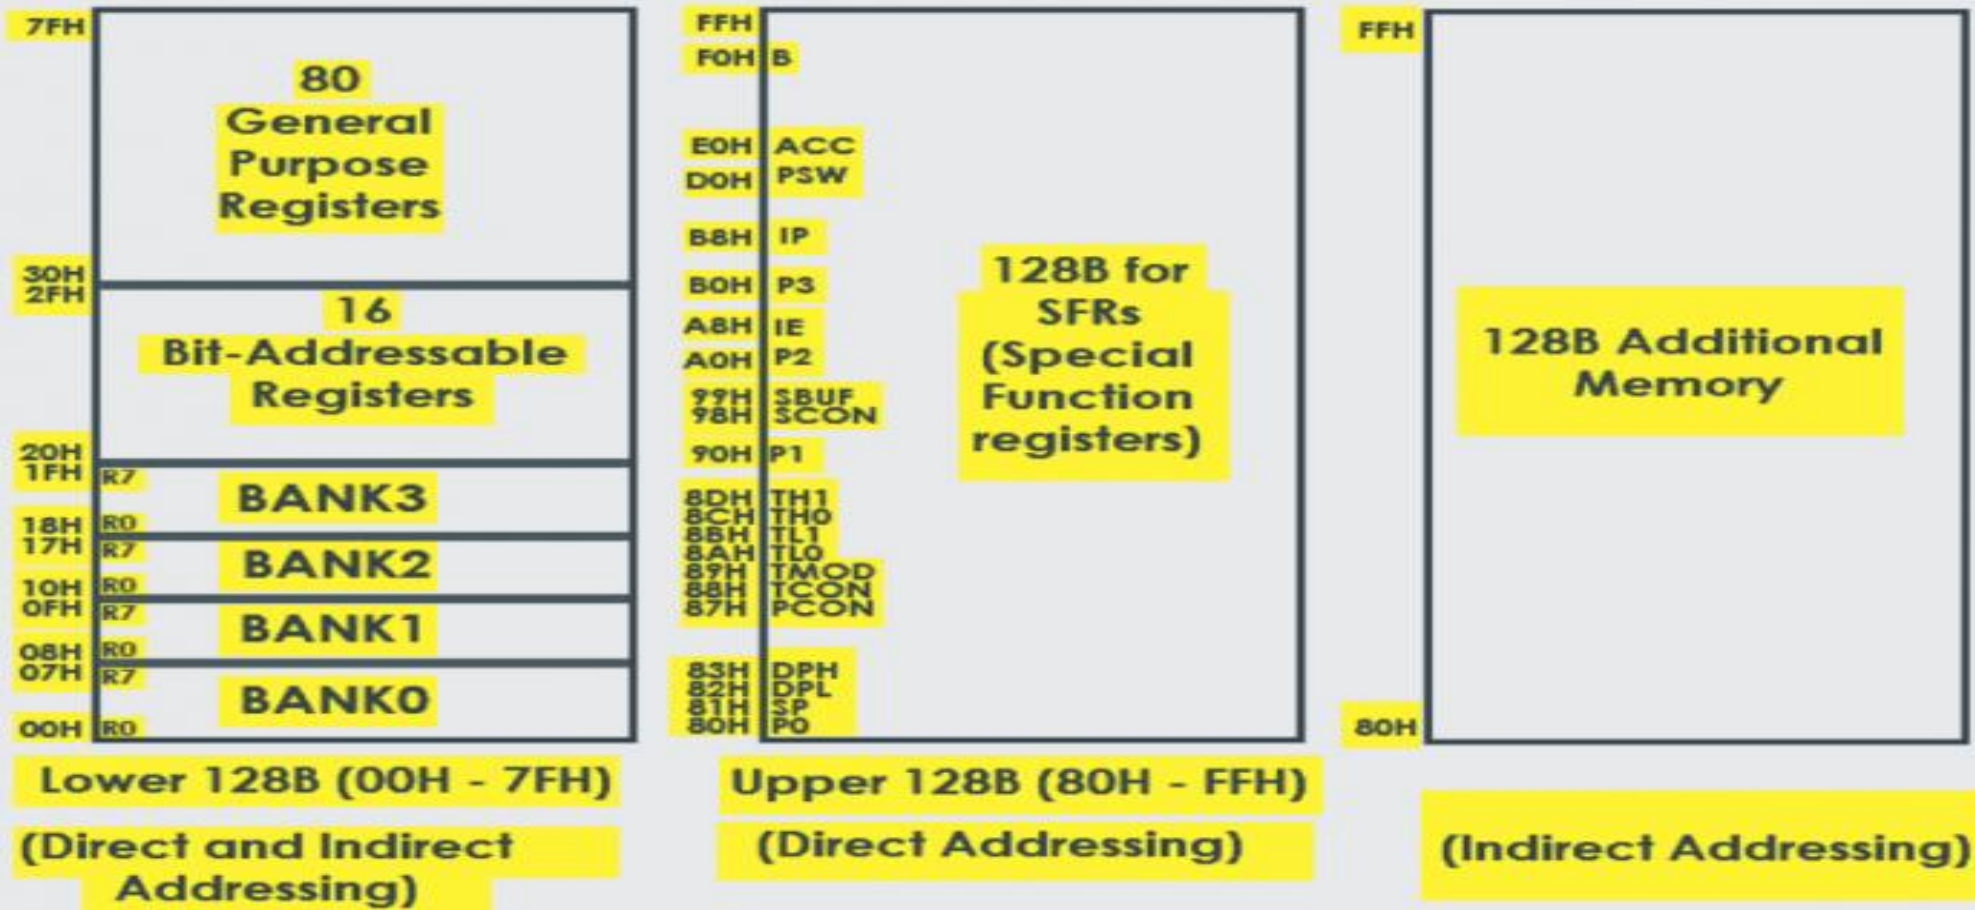 7FH
80
General
Purpose
Registers
30H
2FH
16
Bit-Addressable
Registers
20H
1FH R7
BANK3
18H R0
17H R7
BANK2
10H R0
0FH R7
BANK1
08H R0
07H R7
BANK0
00H R0
Lower 128B (00H - 7FH)
(Direct and Indirect
Addressing)
FFH
F0H B
E0H ACC
D0H PSW
B8H IP
B0H P3
A8H IE
A0H P2
99H SBUF
98H SCON
90H P1
8DH TH1
8CH TH0
8BH TL1
8AH TL0
89H TMOD
88H TCON
87H PCON
83H DPH
82H DPL
81H SP
80H P0
128B for
SFRs
(Special
Function
registers)
Upper 128B (80H - FFH)
(Direct Addressing)
FFH
128B Additional
Memory
80H
(Indirect Addressing)